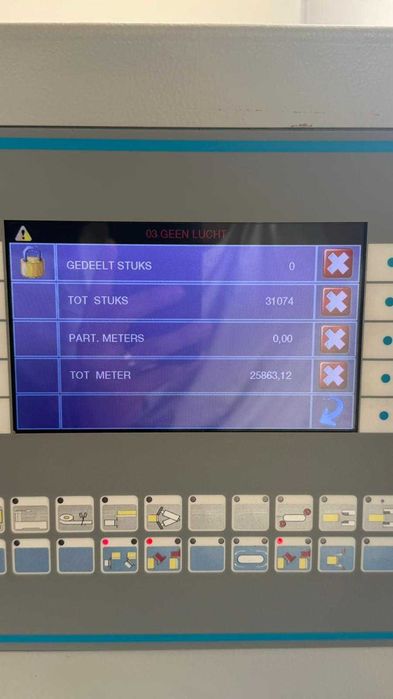 03 GEEN LUCHT
GEDEELT STUKS 0
TOT STUKS 31074
PART. METERS 0,00
TOT METER 25863,12